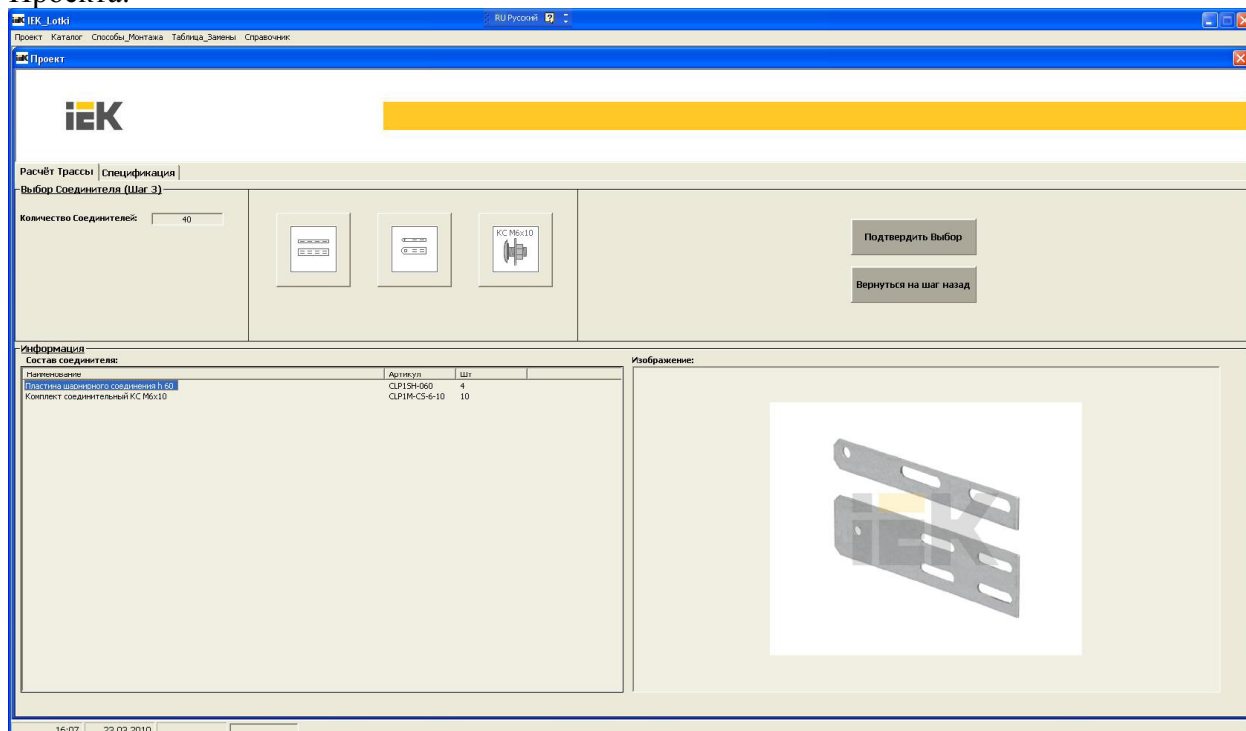 Проекта.
IEK_Lotki
RU Русский
Проект Каталог Способы_Монтажа Таблица_Замены Справочник
Проект
iEK
Расчёт Трассы Спецификация
Выбор Соединителя (Шаг 3)
Количество Соединителей: 40
КС М6х10
Подтвердить Выбор
Вернуться на шаг назад
Информация
Состав соединителя:
Изображение:
Наименование Артикул Шт
Пластина шарнирного соединения h 60 CLP1SH-060 4
Комплект соединительный КС М6х10 CLP1M-CS-6-10 10
iEK
16:07 23.03.2010